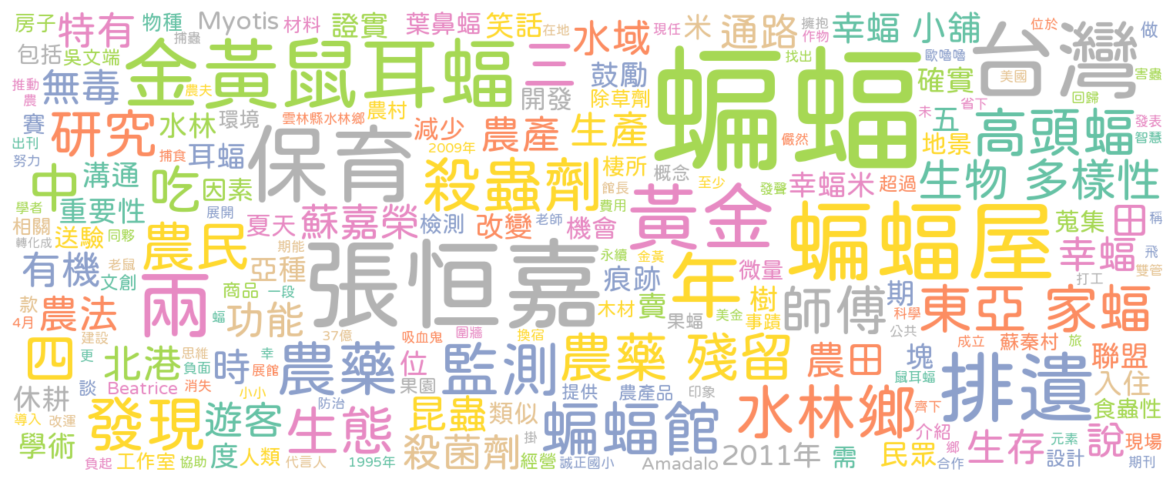 房子 特有 物種 Myotis 材料 證實 葉鼻蝠 笑話 在地 水域 現任 米 通路 擁抱 作物 幸蝠 小舖 台灣 位於 做
包括 吳文端 捕蟲 金黃鼠耳蝠 三 鼓勵 蝙蝠 找出 歐嚕嚕 確實 美國 害蟲
推動 農 無毒 農夫 農村 開發 除草劑 回歸
賽 研究 雲林縣水林鄉 水林 環境 減少 農產 生產 未 五 省下 高頭蝠 發表 智慧
出刊 努力 捕食 耳蝠 保育 2009年 殺蟲劑 棲所 概念 儼然 地景 生物 多樣性
中 溝通 吃 因素 館長 費用 至少 發聲 幸蝠米 超過
學者 重要性 展開 夏天 蘇嘉榮 檢測 改變 老師 機會 黃金 蝙蝠屋 蒐集 田 稱
相關 轉化成 送驗 同夥 農民 期能 張恒嘉 永續 金黃 年 微量 幸蝠 飛
有機 老鼠 文創 亞種 痕跡 雙管
款 4月 農法 兩 商品 一段 蝠 功能 木材 賣 果蝠 美金 樹 事蹟 師傅 期 科學 打工 東亞 家蝠
四 建設 更 北港 思維 負面 時 幸 37億 農藥 吸血鬼 圍牆 監測 換宿 農藥 殘留 公共 農田 成立 塊 蘇秦村 旅 聯盟
休耕 談 Beatrice 消失 展館 小小 位 果園 提供 農產品 印象 鼠耳蝠 排遺 入住
導入 改運 發現 遊客 生態 防治 昆蟲 類似 掛 蝙蝠館 水林鄉 齊下 介紹 鄉 食蟲性
學術 負起 工作室 協助 度 人類 代言人 1995年 殺菌劑 經營 誠正國小 Amadalo 2011年 需 民眾 合作 生存 元素 設計 說 現場 期刊